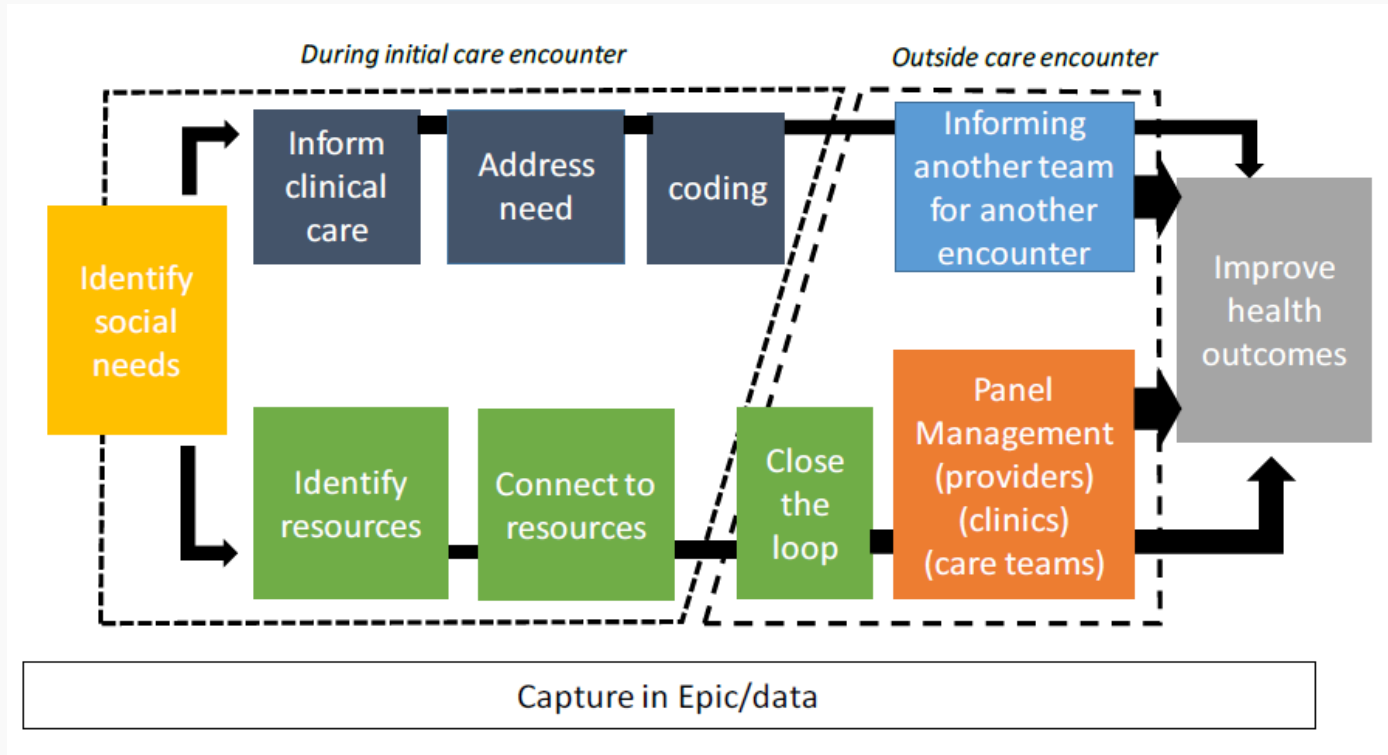 During initial care encounter
Outside care encounter
Inform
clinical
care
Address
need
coding
Informing
another team
for another
encounter
Identify
social
needs
Improve
health
outcomes
Identify
resources
Connect to
resources
Close
the
loop
Panel
Management
(providers)
(clinics)
(care teams)
Capture in Epic/data